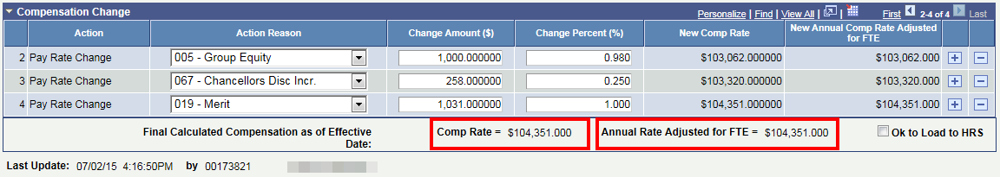 Compensation Change Personalize | Find | View All | First 2-4 of 4 Last
Action Action Reason Change Amount ($) Change Percent (%) New Comp Rate New Annual Comp Rate Adjusted for FTE
2 Pay Rate Change 005 - Group Equity 1,000.000000 0.980 $103,062.000000 $103,062.000
3 Pay Rate Change 067 - Chancellors Disc Incr. 258.000000 0.250 $103,320.000000 $103,320.000
4 Pay Rate Change 019 - Merit 1,031.000000 1.000 $104,351.000000 $104,351.000
Final Calculated Compensation as of Effective Date: Comp Rate = $104,351.000 Annual Rate Adjusted for FTE = $104,351.000 Ok to Load to HRS
Last Update: 07/02/15 4:16:50PM by 00173821